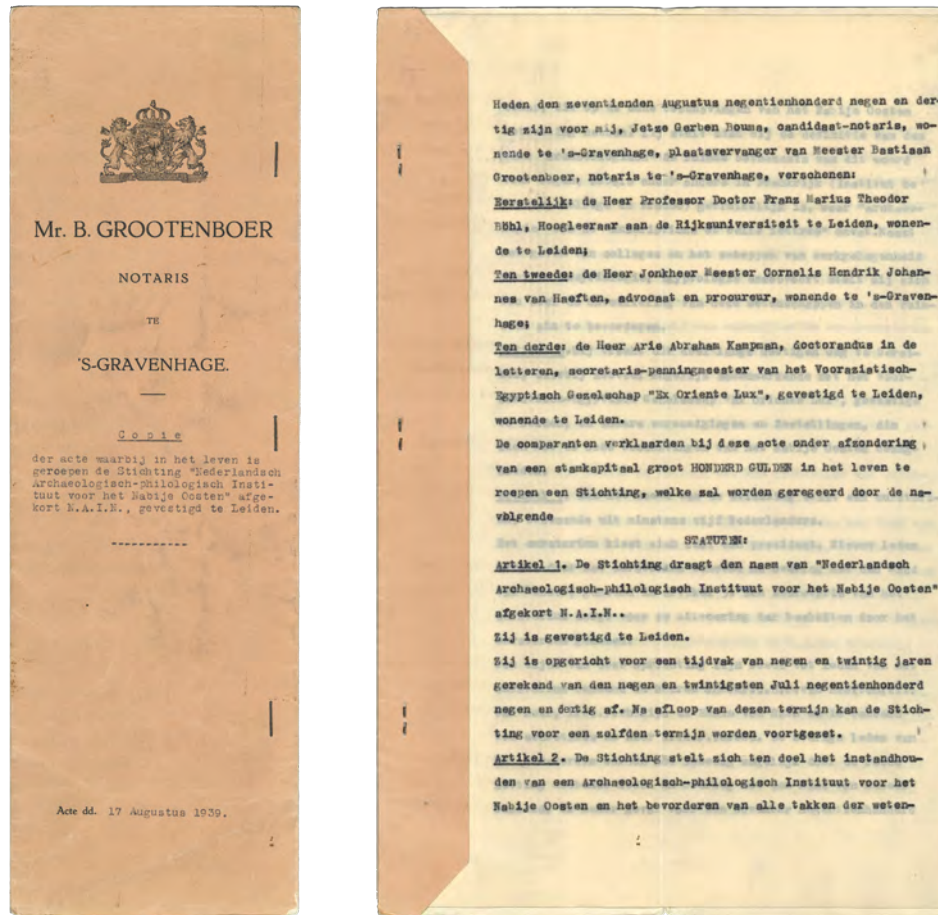 Mr. B. GROOTENBOER
NOTARIS
TE
'S-GRAVENHAGE.
Copie
der acte waarbij in het leven is
geroepen de Stichting "Nederlandsch
Archaeologisch-philologisch Insti-
tuut voor het Nabije Oosten" afge-
kort N.A.I.N., gevestigd te Leiden.
Acte dd. 17 Augustus 1939.
Heden den zeventienden Augustus negentienhonderd negen en der-
tig zijn voor mij, Jetze Gerben Bouma, candidaat-notaris, wo-
nende te 's-Gravenhage, plaatsvervanger van Meester Bastiaan
Grootenboer, notaris te 's-Gravenhage, verschenen:
Eerstelijk: de Heer Professor Doctor Franz Marius Theodor
Böhl, Hoogleeraar aan de Rijksuniversiteit te Leiden, wonen-
de te Leiden;
Ten tweede: de Heer Jonkheer Meester Cornelis Hendrik Johan-
nes van Haeften, advocaat en procureur, wonende te 's-Graven-
hage;
Ten derde: de Heer Arie Abraham Kampman, doctorandus in de
letteren, secretaris-penningmeester van het Vooraziatisch-
Egyptisch Gezelschap "Ex Oriente Lux", gevestigd te Leiden,
wonende te Leiden.
De comparanten verklaarden bij deze acte onder afzondering
van een stamkapitaal groot HONDERD GULDEN in het leven te
roepen een Stichting, welke zal worden geregeerd door de na-
volgende
STATUTEN:
Artikel 1. De Stichting draagt den naam van "Nederlandsch
Archaeologisch-philologisch Instituut voor het Nabije Oosten"
afgekort N.A.I.N..
Zij is gevestigd te Leiden.
Zij is opgericht voor een tijdvak van negen en twintig jaren
gerekend van den negen en twintigsten Juli negentienhonderd
negen en dertig af. Na afloop van dezen termijn kan de Stich-
ting voor een zelfden termijn worden voortgezet.
Artikel 2. De Stichting stelt zich ten doel het instandhou-
den van een Archaeologisch-philologisch Instituut voor het
Nabije Oosten en het bevorderen van alle takken der weten-